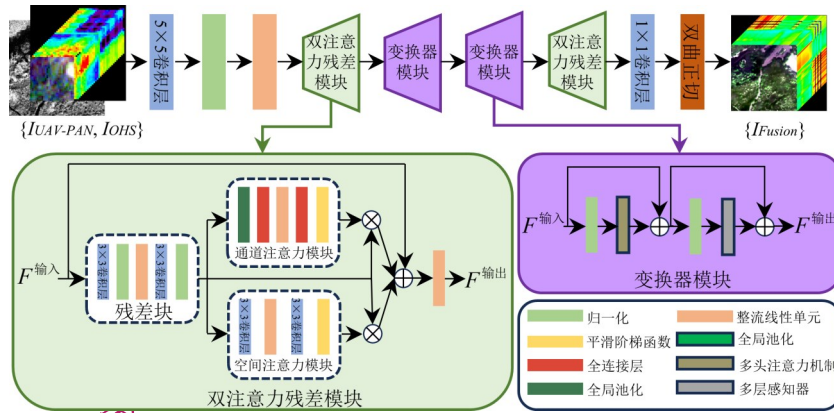 5×5卷积层
双注意力残差模块
变换器模块
变换器模块
双注意力残差模块
1×1卷积层
双曲正切
{IUAV-PAN, IOHS}
{IFusion}
F输入
3×3卷积层
3×3卷积层
残差块
通道注意力模块
3×3卷积层
3×3卷积层
空间注意力模块
F输出
双注意力残差模块
F输入
F输出
变换器模块
归一化
整流线性单元
平滑阶梯函数
全局池化
全连接层
多头注意力机制
全局池化
多层感知器